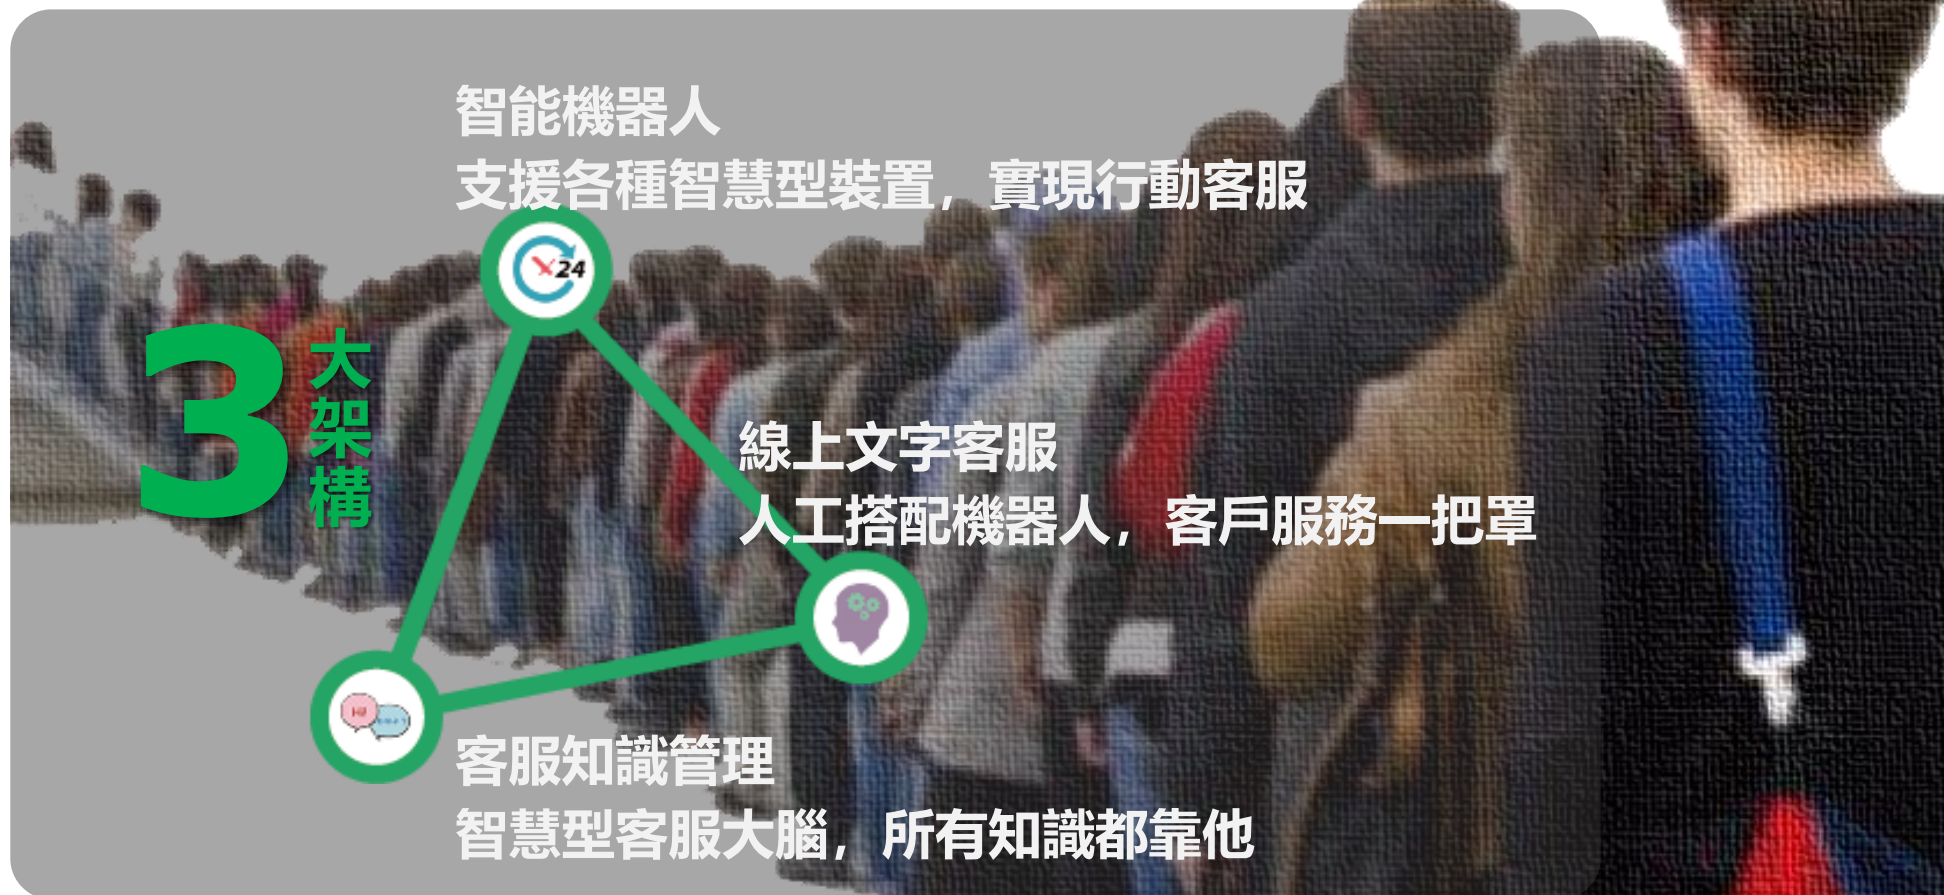 智能機器人
支援各種智慧型裝置，實現行動客服
24
3
大架構
線上文字客服
人工搭配機器人，客戶服務一把罩
Hi!
客服知識管理
智慧型客服大腦，所有知識都靠他